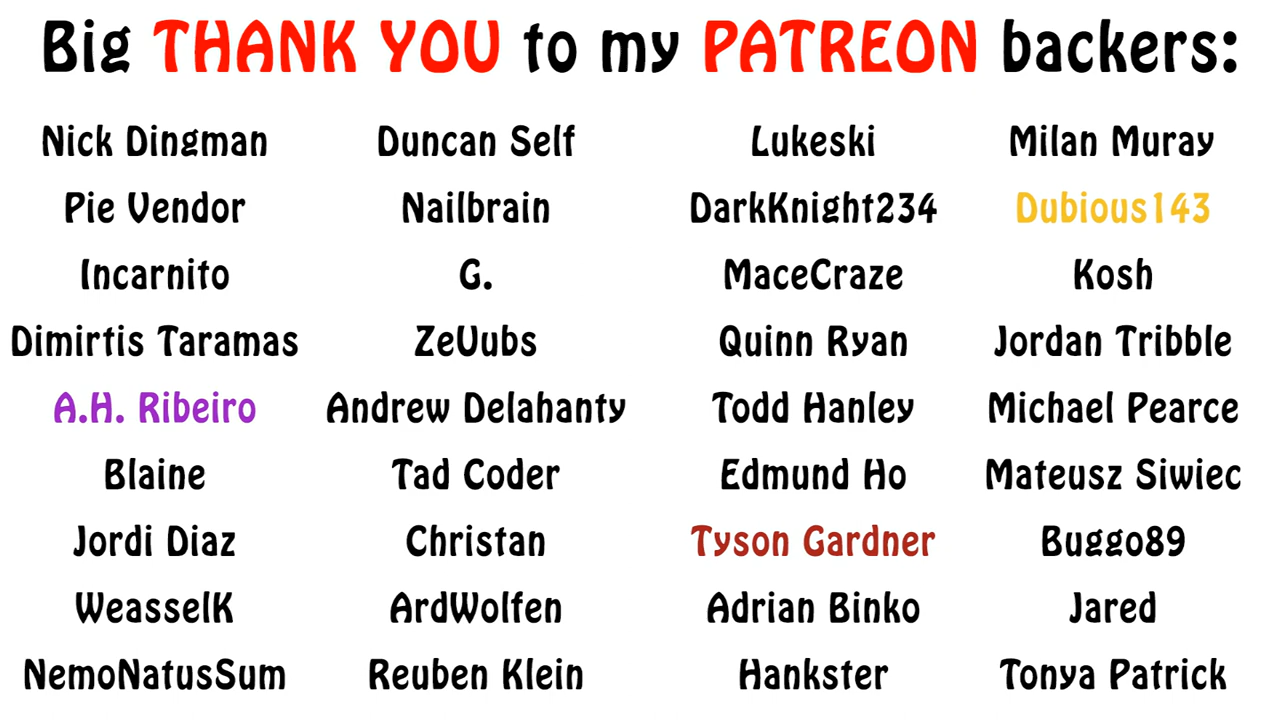 Big THANK YOU to my PATREON backers:
Nick Dingman Duncan Self Lukeski Milan Muray
Pie Vendor Nailbrain DarkKnight234 Dubious143
Incarnito G. MaceCraze Kosh
Dimirtis Taramas ZeVubs Quinn Ryan Jordan Tribble
A.H. Ribeiro Andrew Delahanty Todd Hanley Michael Pearce
Blaine Tad Coder Edmund Ho Mateusz Siwiec
Jordi Diaz Christan Tyson Gardner Buggo89
WeasselK ArdWolfen Adrian Binko Jared
NemoNatusSum Reuben Klein Hankster Tonya Patrick